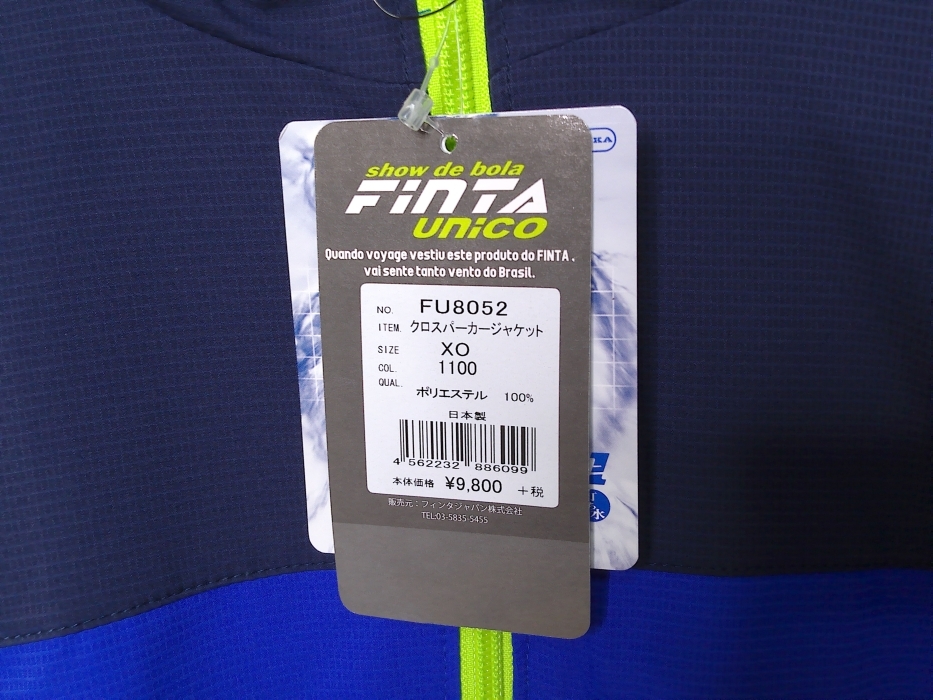 show de bola
FiNTA
UNiCO
Quando voyage vestiu este produto do FINTA .
vai sente tanto vento do Brasil.
NO. FU8052
ITEM. クロスパーカージャケット
SIZE XO
COL. 1100
QUAL.
ポリエステル 100%
日本製
4 562232 886099
本体価格 ¥9,800 +税
販売元：フィンタジャパン株式会社
TEL:03-5835-5455
KA
水